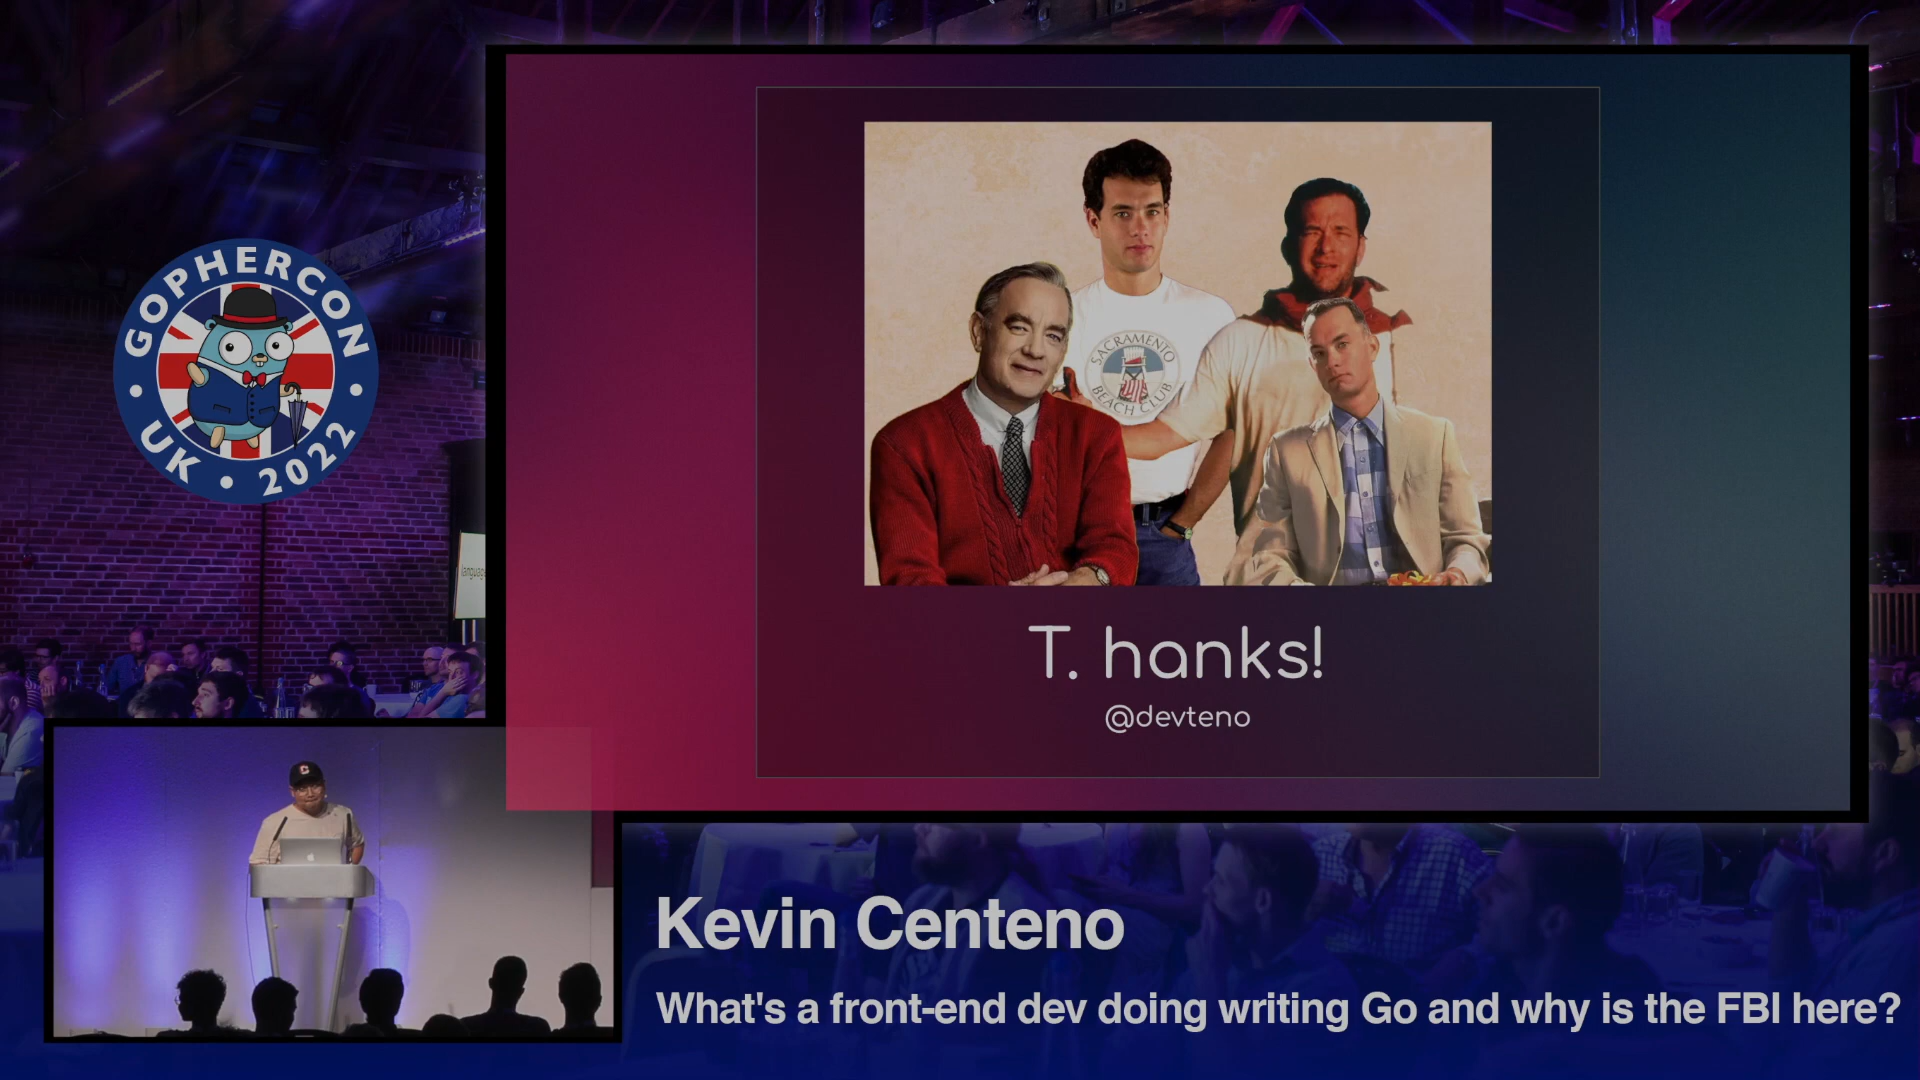 GOPHERCON
UK • 2022
SACRAMENTO
BEACH CLUB
T. hanks!
@devteno
language
Kevin Centeno
What's a front-end dev doing writing Go and why is the FBI here?